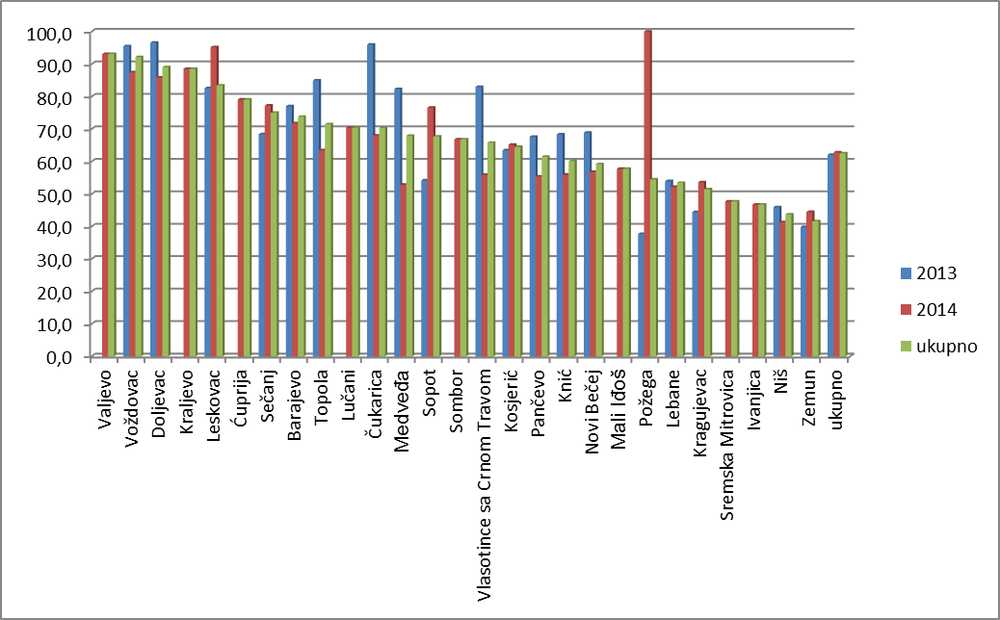 100,0
90,0
80,0
70,0
60,0
50,0
40,0
30,0
20,0
10,0
0,0
Valjevo
Voždovac
Doljevac
Kraljevo
Leskovac
Ćuprija
Sečanj
Barajevo
Topola
Lučani
Čukarica
Medveđa
Sopot
Sombor
Vlasotince sa Crnom Travom
Kosjerić
Pančevo
Knić
Novi Bečej
Mali Iđoš
Požega
Lebane
Kragujevac
Sremska Mitrovica
Ivanjica
Niš
Zemun
ukupno
2013
2014
ukupno